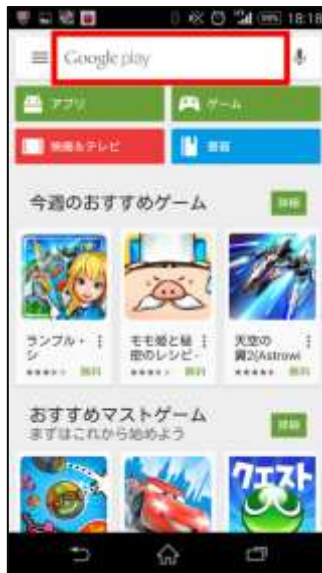 18:18
Google play
アプリ
ゲーム
映画&テレビ
書籍
今週のおすすめゲーム
詳細
ランブル・
シ
無料
モモ姫と秘
密のレシピ-
無料
天空の
翼2(Astrowi
無料
おすすめマストゲーム
まずはこれから始めよう
詳細
クエスト